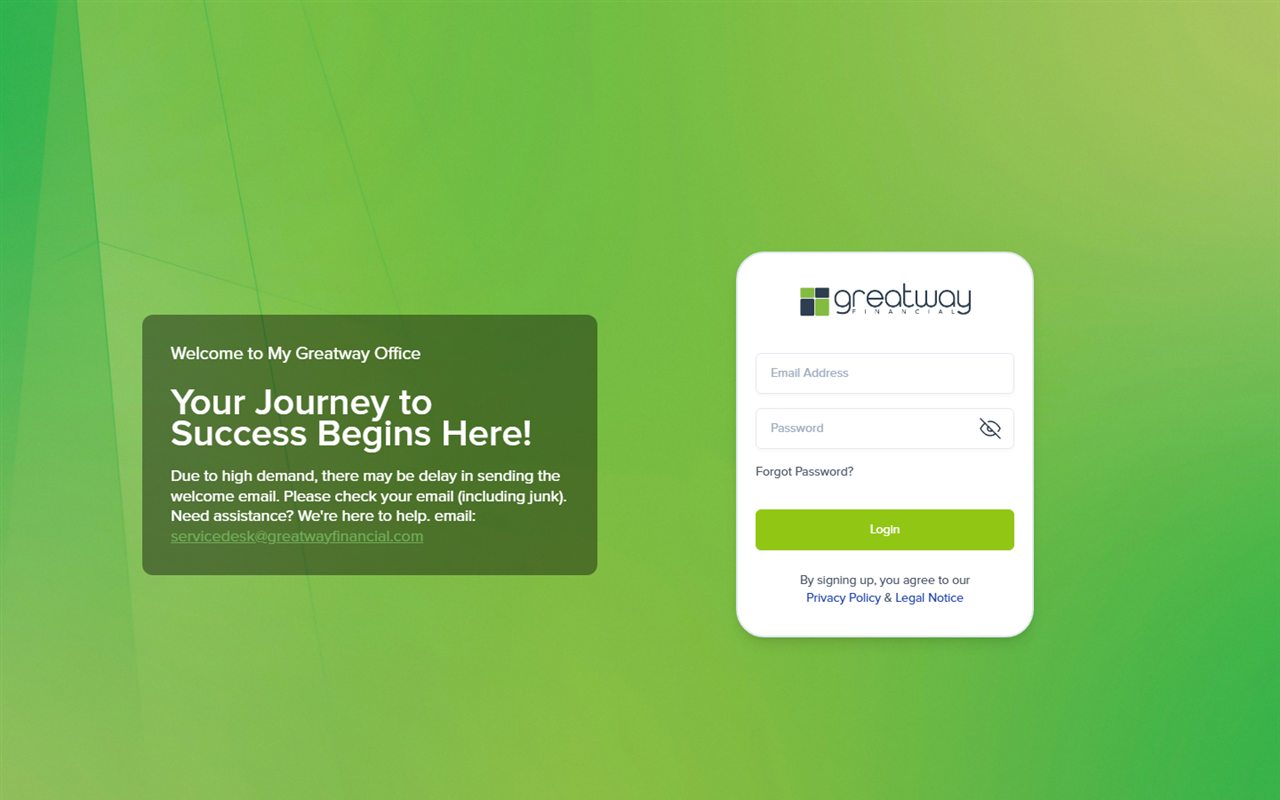 Welcome to My Greatway Office
Your Journey to
Success Begins Here!
Due to high demand, there may be delay in sending the
welcome email. Please check your email (including junk).
Need assistance? We're here to help. email:
servicedesk@greatwayfinancial.com
greatway
FINANCIAL
Email Address
Password
Forgot Password?
Login
By signing up, you agree to our
Privacy Policy & Legal Notice